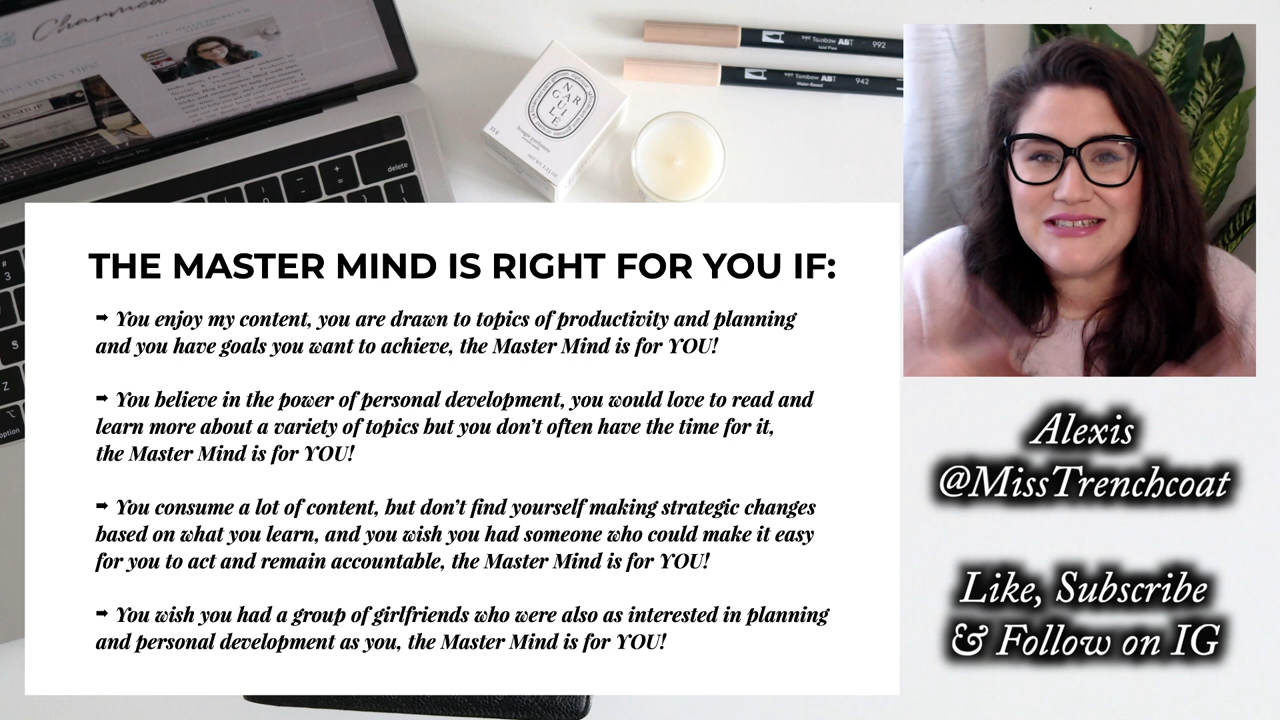 Charmed
MacBook Pro
delete
option
NAR
GUI
LE
Tombow ABT
992
Tombow ABT
942
THE MASTER MIND IS RIGHT FOR YOU IF:
➡ You enjoy my content, you are drawn to topics of productivity and planning
and you have goals you want to achieve, the Master Mind is for YOU!
➡ You believe in the power of personal development, you would love to read and
learn more about a variety of topics but you don’t often have the time for it,
the Master Mind is for YOU!
➡ You consume a lot of content, but don’t find yourself making strategic changes
based on what you learn, and you wish you had someone who could make it easy
for you to act and remain accountable, the Master Mind is for YOU!
➡ You wish you had a group of girlfriends who were also as interested in planning
and personal development as you, the Master Mind is for YOU!
Alexis
@MissTrenchcoat
Like, Subscribe
& Follow on IG